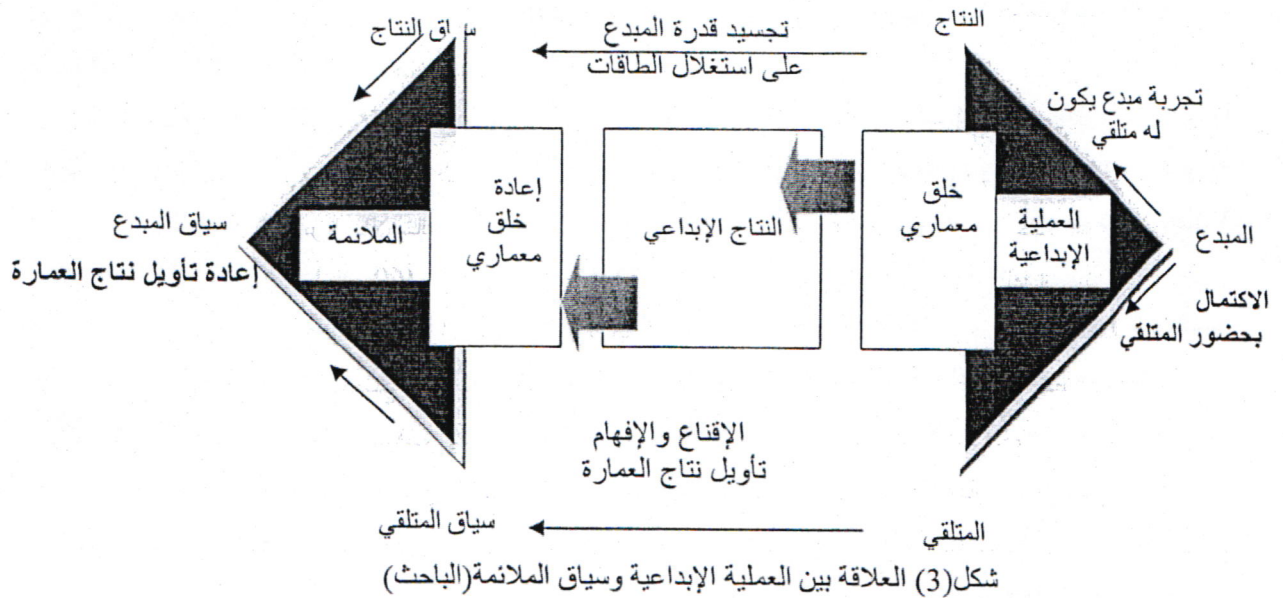 النتاج
تجسيد قدرة المبدع
على استغلال الطاقات
سياق النتاج
تجربة مبدع يكون
له متلقي
المبدع
الاكتمال
بحضور المتلقي
العملية
الإبداعية
خلق
معماري
النتاج الإبداعي
إعادة
خلق
معماري
الملائمة
سياق المبدع
إعادة تأويل نتاج العمارة
الإقناع والإفهام
تأويل نتاج العمارة
المتلقي
سياق المتلقي
شكل(3) العلاقة بين العملية الإبداعية وسياق الملائمة(الباحث)